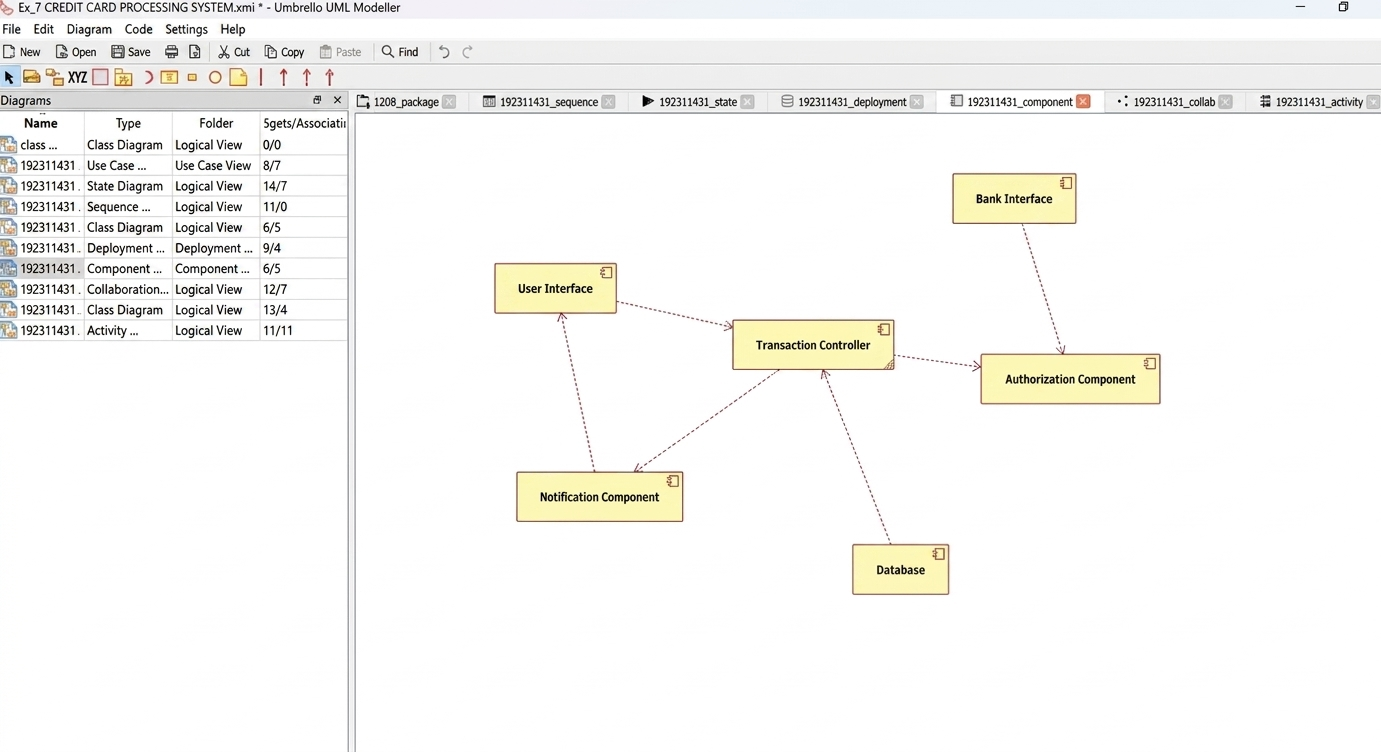 Ex_7 CREDIT CARD PROCESSING SYSTEM.xmi * - Umbrello UML Modeller
File Edit Diagram Code Settings Help
New Open Save Cut Copy Paste Find
XYZ
Diagrams
1208_package 192311431_sequence 192311431_state 192311431_deployment 192311431_component 192311431_collab 192311431_activity
Name Type Folder 5gets/Associatii
class ... Class Diagram Logical View 0/0
192311431. Use Case ... Use Case View 8/7
192311431. State Diagram Logical View 14/7
192311431. Sequence ... Logical View 11/0
192311431. Class Diagram Logical View 6/5
192311431.. Deployment ... Deployment ... 9/4
192311431. Component ... Component ... 6/5
192311431. Collaboration... Logical View 12/7
192311431.. Class Diagram Logical View 13/4
192311431. Activity ... Logical View 11/11
Bank Interface
User Interface
Transaction Controller
Authorization Component
Notification Component
Database